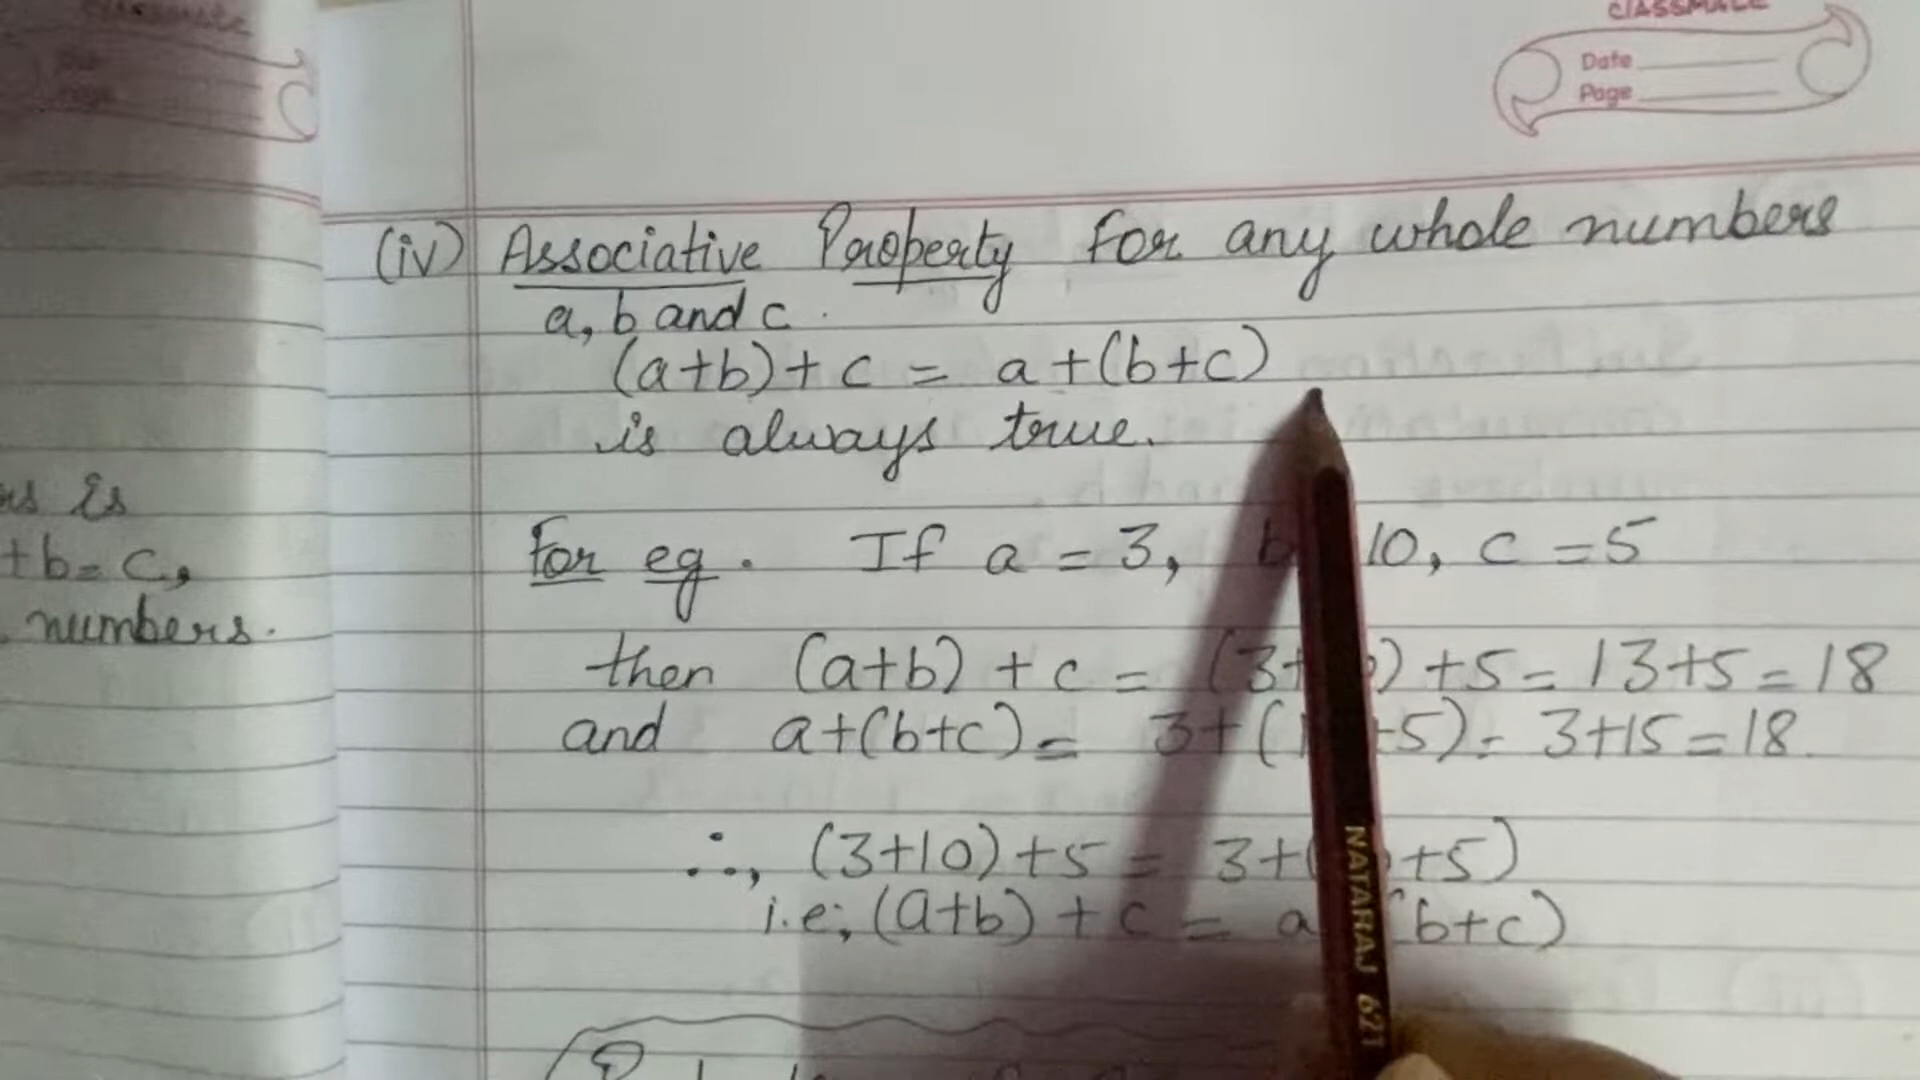 CLASSMATE
Date
Page
(iv) Associative Property for any whole numbers
a, b and c.
(a+b)+c = a+(b+c)
is always true.
For eg. If a = 3, b 10, c = 5
then (a+b) + c = (3+ ) +5 = 13+5 = 18
and a+(b+c) = 3+(1 +5) = 3+15 = 18.
∴, (3+10)+5 = 3+( +5)
i.e; (a+b) + c = a (b+c)
is
+b = c,
numbers.
NATARAJ 621